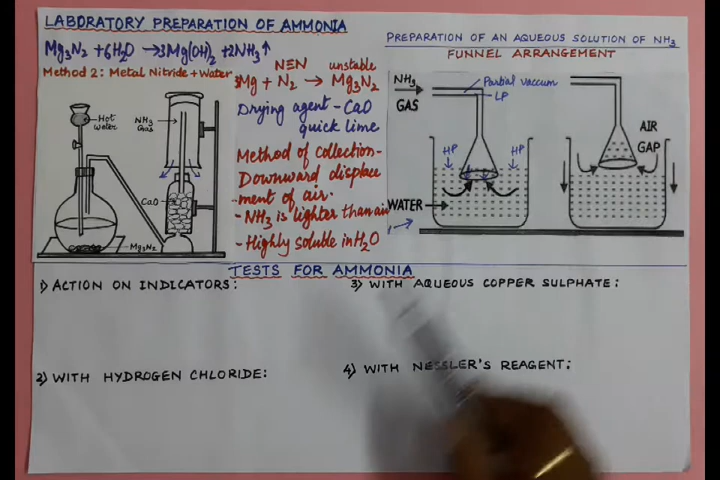 LABORATORY PREPARATION OF AMMONIA
Mg3N2 +6H2O →3Mg(OH)2 +2NH3↑
Method 2: Metal Nitride + Water
Hot
Water
NH3
Gas
CaO
Mg3N2
N≡N unstable
3Mg + N2 → Mg3N2
Drying agent - CaO
quick lime
Method of collection-
Downward displace
-ment of air.
- NH3 is lighter than air
- Highly soluble in H2O
PREPARATION OF AN AQUEOUS SOLUTION OF NH3
FUNNEL ARRANGEMENT
NH3
GAS
Partial vaccum
LP
HP
HP
WATER
AIR
GAP
TESTS FOR AMMONIA
1) ACTION ON INDICATORS:
2) WITH HYDROGEN CHLORIDE:
3) WITH AQUEOUS COPPER SULPHATE:
4) WITH NESSLER'S REAGENT: